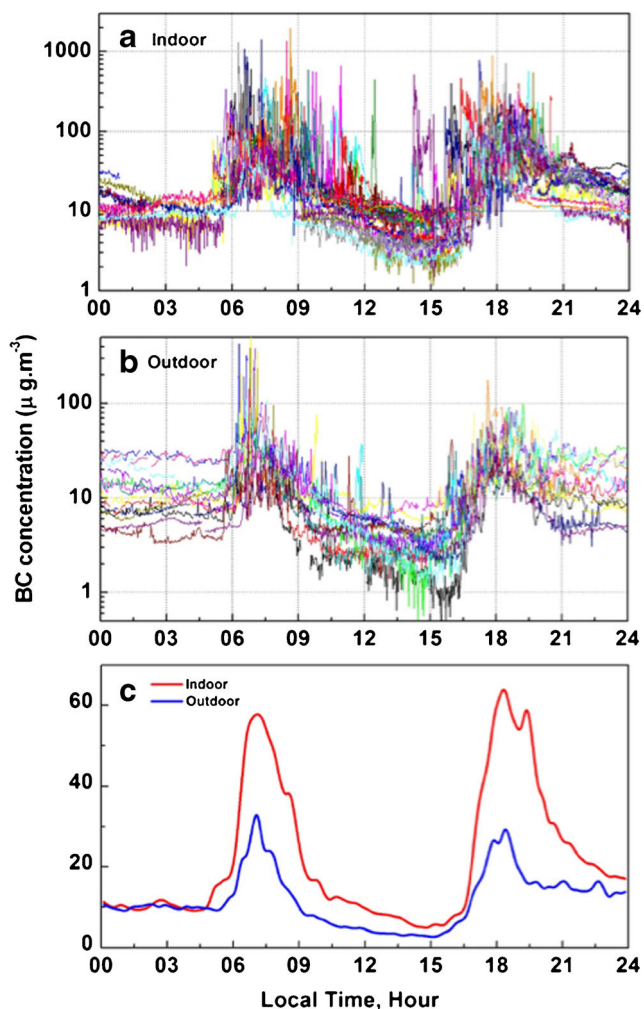 a Indoor
1000
100
10
1
00 03 06 09 12 15 18 21 24
b Outdoor
100
10
1
00 03 06 09 12 15 18 21 24
BC concentration (μ g.m-3)
c Indoor
Outdoor
60
40
20
0
00 03 06 09 12 15 18 21 24
Local Time, Hour